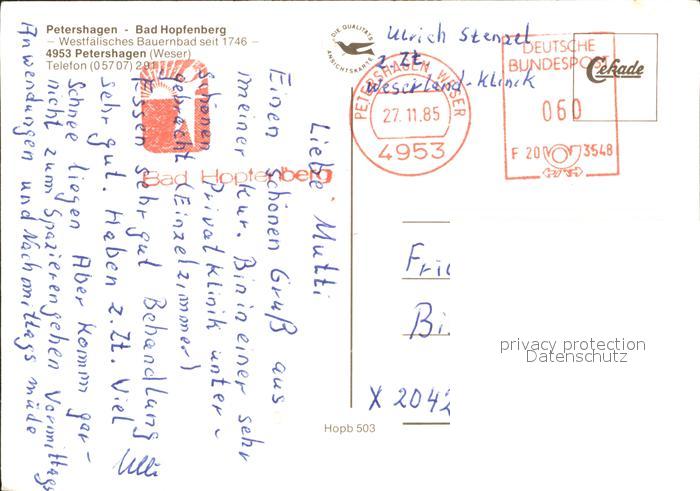 Petershagen - Bad Hopfenberg
– Westfälisches Bauernbad seit 1746 –
4953 Petershagen (Weser)
Telefon (05707) 291
DIE QUALITÄTS
ANSICHTSKARTE
Ulrich Stenzel
z. Zt.
Weserland-Klinik
PETERSHAGEN, WESER
27.11.85
4953
DEUTSCHE
BUNDESPOST
060
F 20 3548
Cekade
Bad Hopfenberg
Liebe Mutti
Einen schönen Gruß aus
meiner Kur. Bin in einer sehr
schönen Privatklinik unter-
gebracht (Einzelzimmer)
Essen sehr gut Behandlung
sehr gut. Haben z. Zt. viel
Schnee liegen Aber komm gar-
nicht zum Spazierengehen Vormittags
Anwendungen und Nachmittags müde
Ulli
X 2042
Hopb 503
privacy protection
Datenschutz